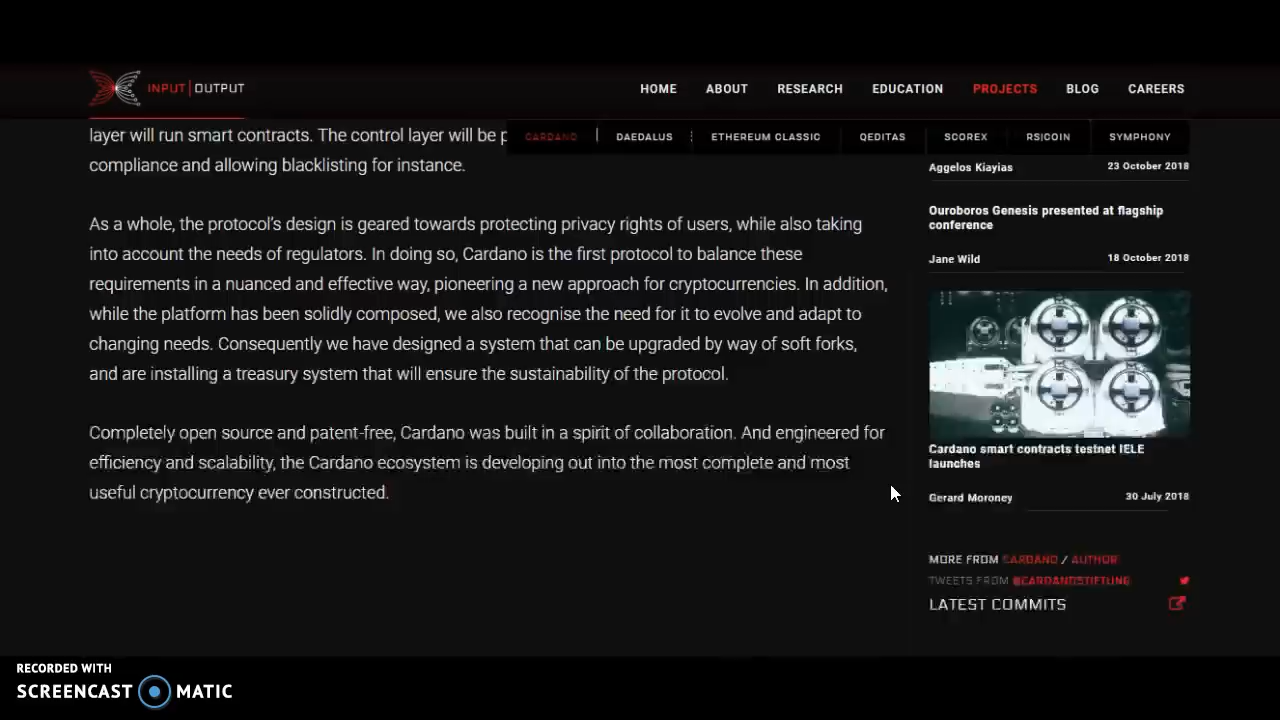 INPUT|OUTPUT
HOME ABOUT RESEARCH EDUCATION PROJECTS BLOG CAREERS
CARDANO DAEDALUS ETHEREUM CLASSIC QEDITAS SCOREX RS|COIN SYMPHONY
layer will run smart contracts. The control layer will be p
compliance and allowing blacklisting for instance.
As a whole, the protocol's design is geared towards protecting privacy rights of users, while also taking
into account the needs of regulators. In doing so, Cardano is the first protocol to balance these
requirements in a nuanced and effective way, pioneering a new approach for cryptocurrencies. In addition,
while the platform has been solidly composed, we also recognise the need for it to evolve and adapt to
changing needs. Consequently we have designed a system that can be upgraded by way of soft forks,
and are installing a treasury system that will ensure the sustainability of the protocol.
Completely open source and patent-free, Cardano was built in a spirit of collaboration. And engineered for
efficiency and scalability, the Cardano ecosystem is developing out into the most complete and most
useful cryptocurrency ever constructed.
Aggelos Kiayias 23 October 2018
Ouroboros Genesis presented at flagship
conference
Jane Wild 18 October 2018
Cardano smart contracts testnet IELE
launches
Gerard Moroney 30 July 2018
MORE FROM CARDANO / AUTHOR
TWEETS FROM @CARDANOSTIFTUNG
LATEST COMMITS
RECORDED WITH
SCREENCAST MATIC